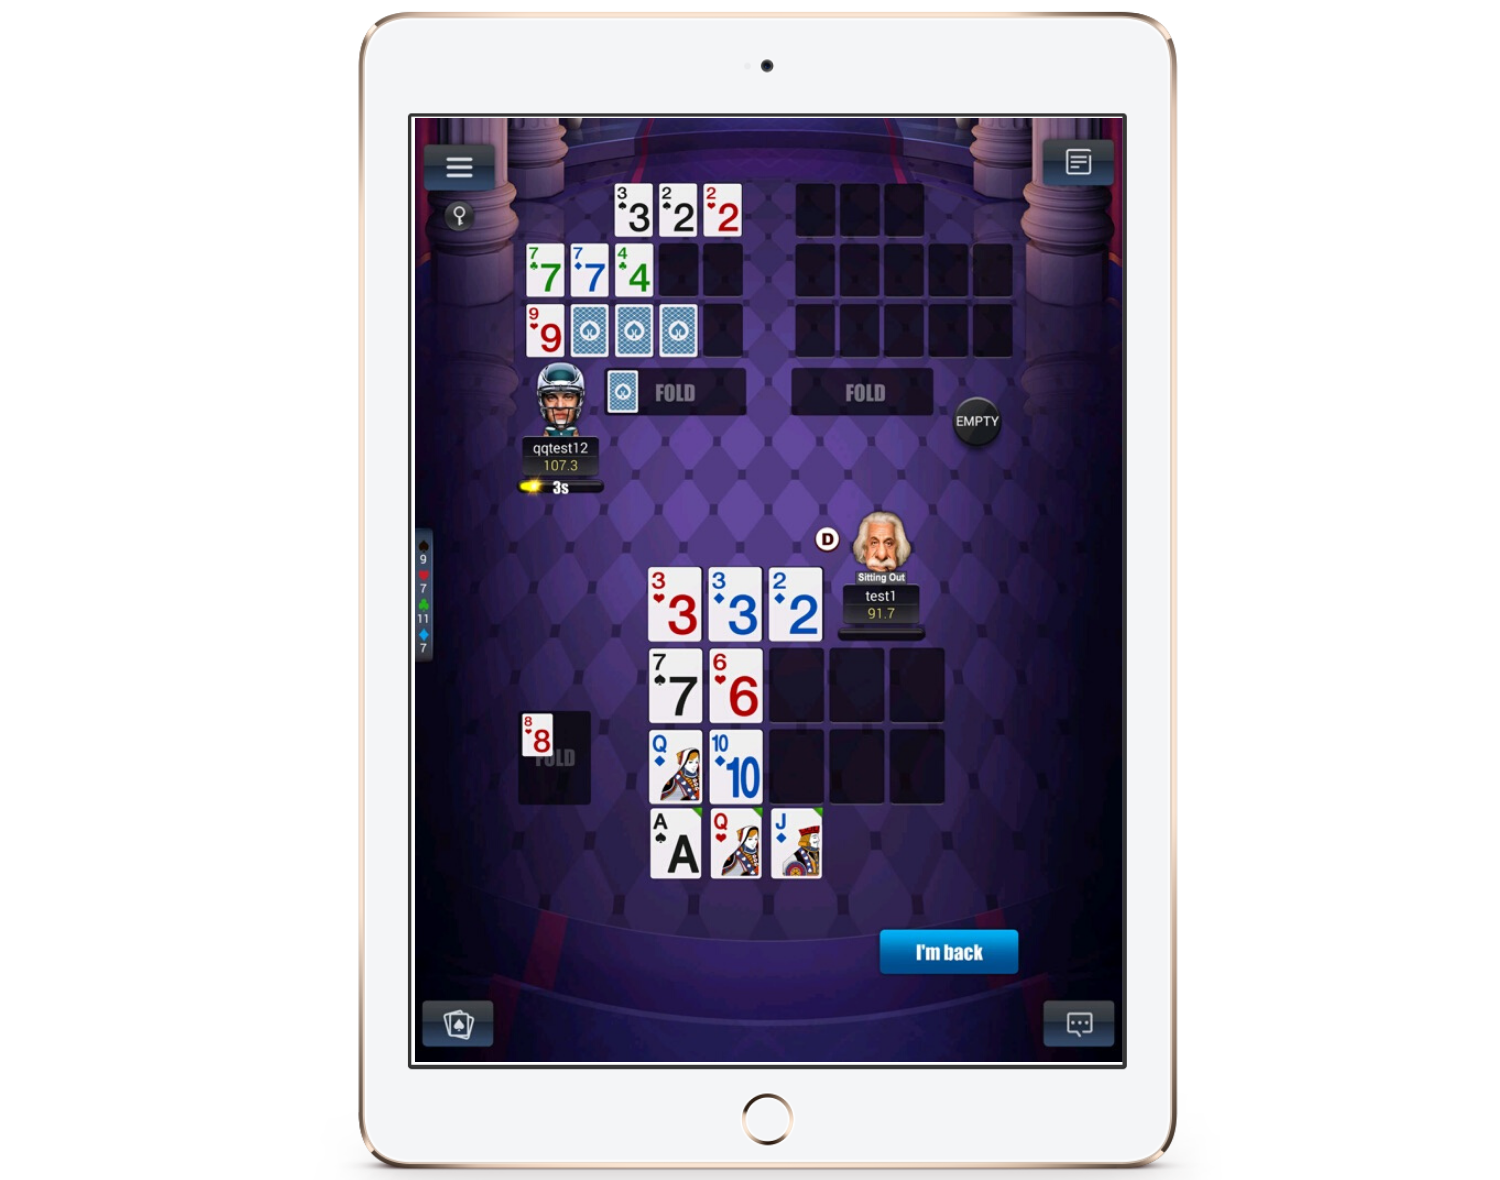 3 3 2 2 2 2
7 7 7 7 4 4
9 9
FOLD FOLD
EMPTY
qqtest12
107.3
3s
D
Sitting Out
test1
91.7
9
7
11
7
3 3 3 3 2 2
7 7 6 6
8 8
FOLD
Q 10 10
A A Q J
I'm back